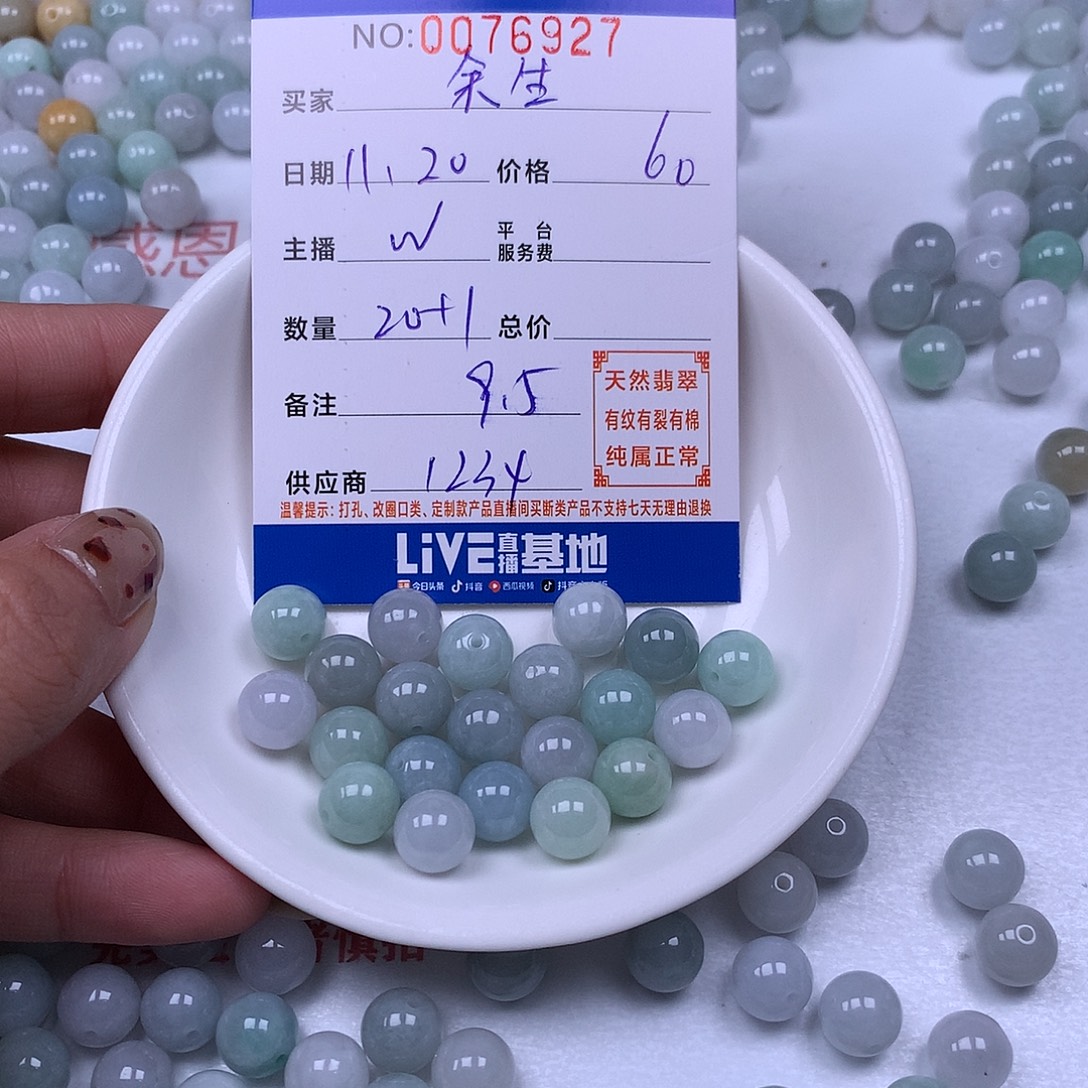 NO:0076927
买家 余生
日期 11.20 价格 60
主播 W 平台服务费
数量 20+1 总价
备注 9.5
天然翡翠
有纹有裂有棉
纯属正常
供应商 1234
温馨提示：打孔、改圈口类、定制款产品直播间买断类产品不支持七天无理由退换
LiVE直播基地
今日头条 抖音 西瓜视频
感恩
慎拍